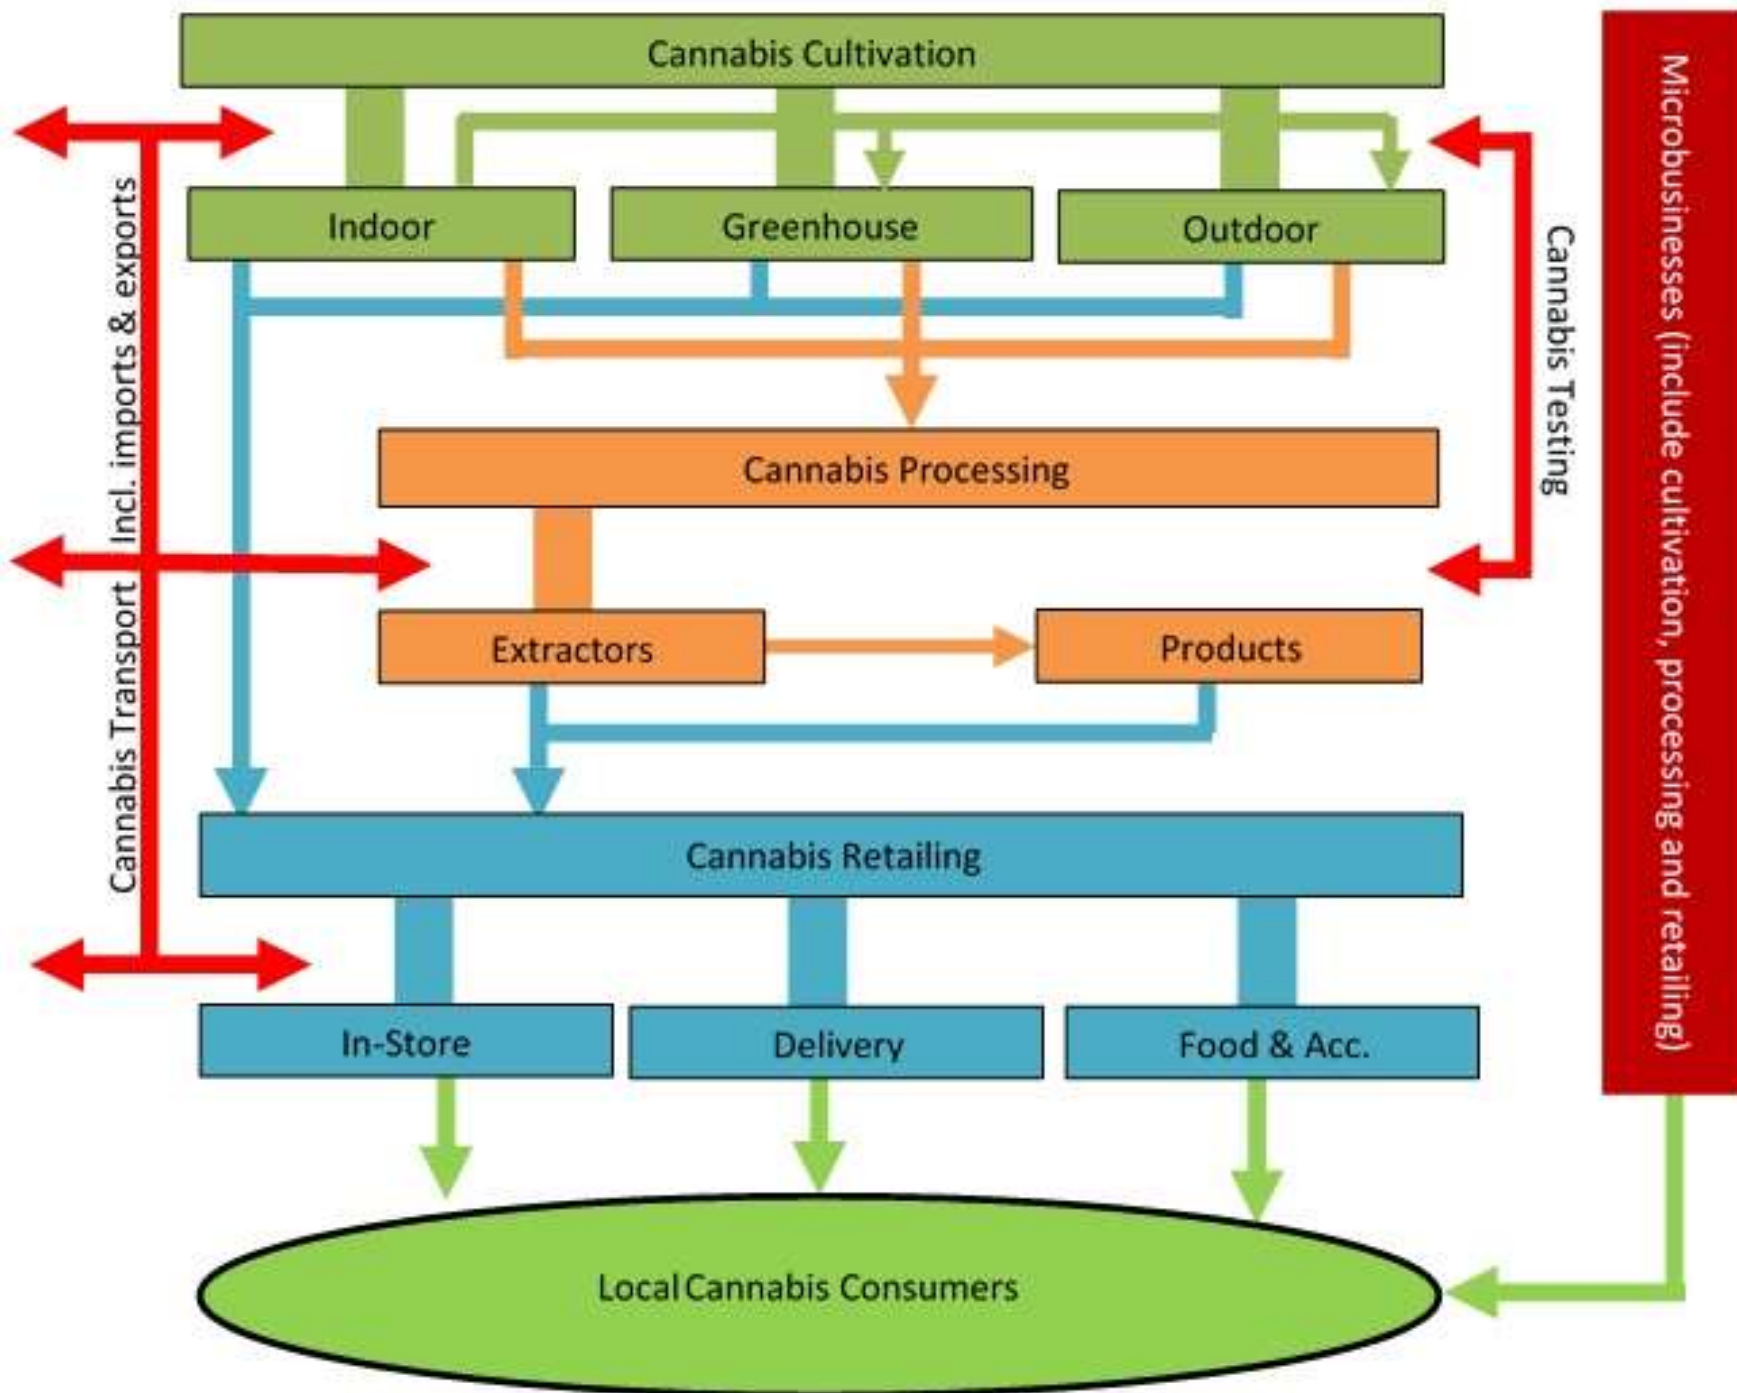 Cannabis Cultivation
Indoor
Greenhouse
Outdoor
Cannabis Transport  Incl. imports & exports
Cannabis Testing
Microbusinesses (include cultivation, processing and retailing)
Cannabis Processing
Extractors
Products
Cannabis Retailing
In-Store
Delivery
Food & Acc.
Local Cannabis Consumers